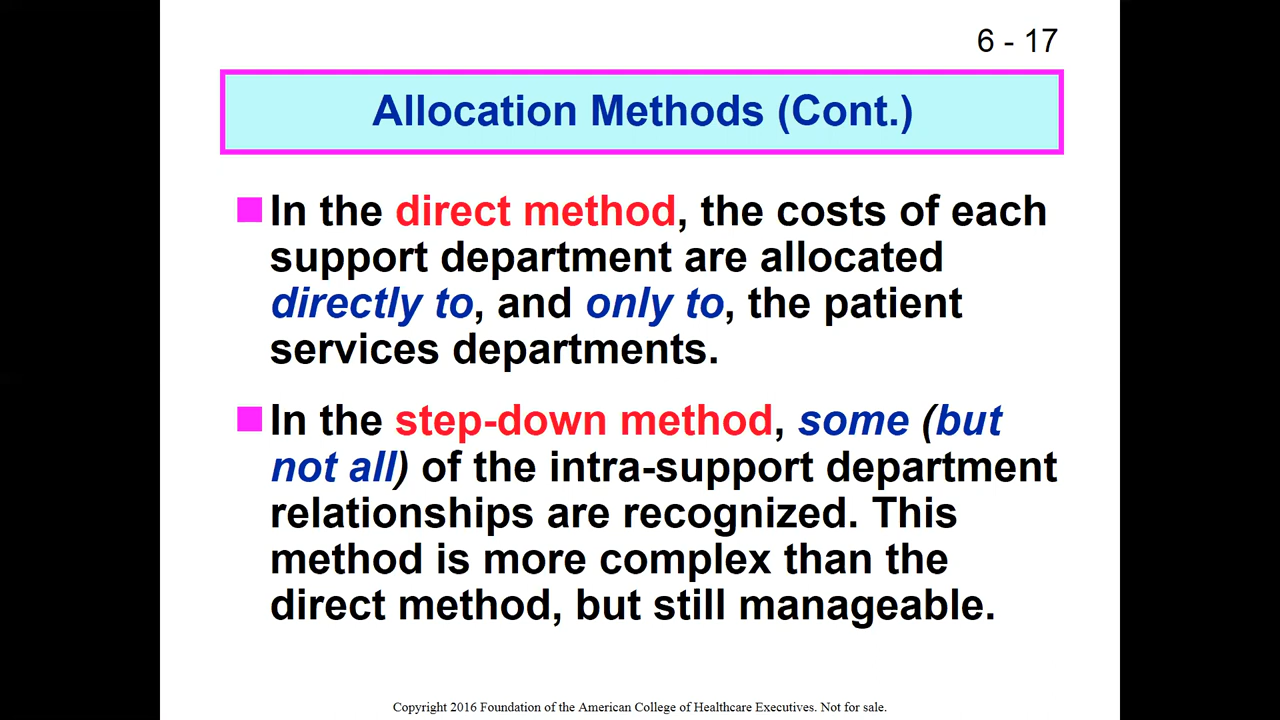 6 - 17
Allocation Methods (Cont.)
In the direct method, the costs of each
support department are allocated
directly to, and only to, the patient
services departments.
In the step-down method, some (but
not all) of the intra-support department
relationships are recognized. This
method is more complex than the
direct method, but still manageable.
Copyright 2016 Foundation of the American College of Healthcare Executives. Not for sale.